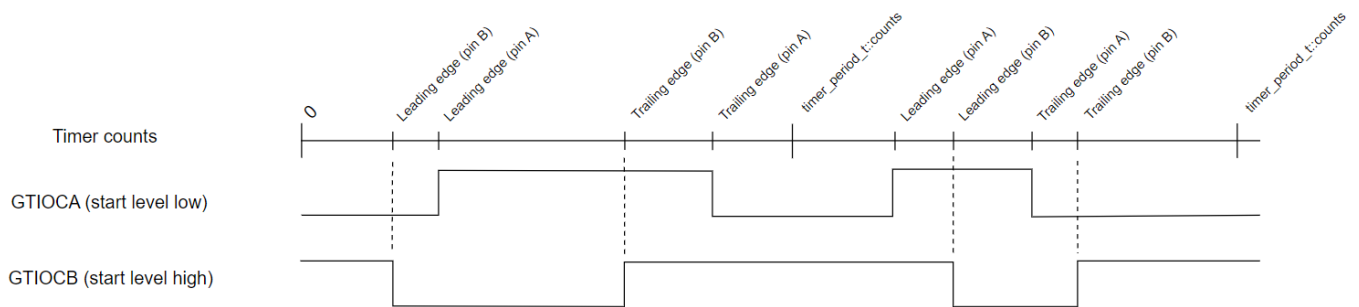 0
Leading edge (pin B)
Leading edge (pin A)
Trailing edge (pin B)
Trailing edge (pin A)
timer_period_t::counts
Leading edge (pin A)
Leading edge (pin B)
Trailing edge (pin A)
Trailing edge (pin B)
timer_period_t::counts
Timer counts
GTIOCA (start level low)
GTIOCB (start level high)